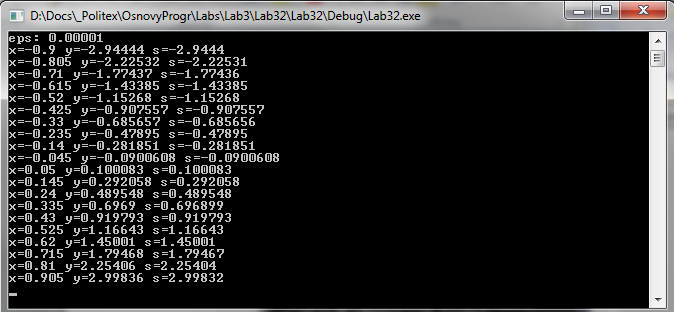 D:\Docs\_Politex\OsnovyProgr\Labs\Lab3\Lab32\Lab32\Debug\Lab32.exe
eps: 0.00001
x=-0.9 y=-2.94444 s=-2.9444
x=-0.805 y=-2.22532 s=-2.22531
x=-0.71 y=-1.77437 s=-1.77436
x=-0.615 y=-1.43385 s=-1.43385
x=-0.52 y=-1.15268 s=-1.15268
x=-0.425 y=-0.907557 s=-0.907557
x=-0.33 y=-0.685657 s=-0.685656
x=-0.235 y=-0.47895 s=-0.47895
x=-0.14 y=-0.281851 s=-0.281851
x=-0.045 y=-0.0900608 s=-0.0900608
x=0.05 y=0.100083 s=0.100083
x=0.145 y=0.292058 s=0.292058
x=0.24 y=0.489548 s=0.489548
x=0.335 y=0.6969 s=0.696899
x=0.43 y=0.919793 s=0.919793
x=0.525 y=1.16643 s=1.16643
x=0.62 y=1.45001 s=1.45001
x=0.715 y=1.79468 s=1.79467
x=0.81 y=2.25406 s=2.25404
x=0.905 y=2.99836 s=2.99832